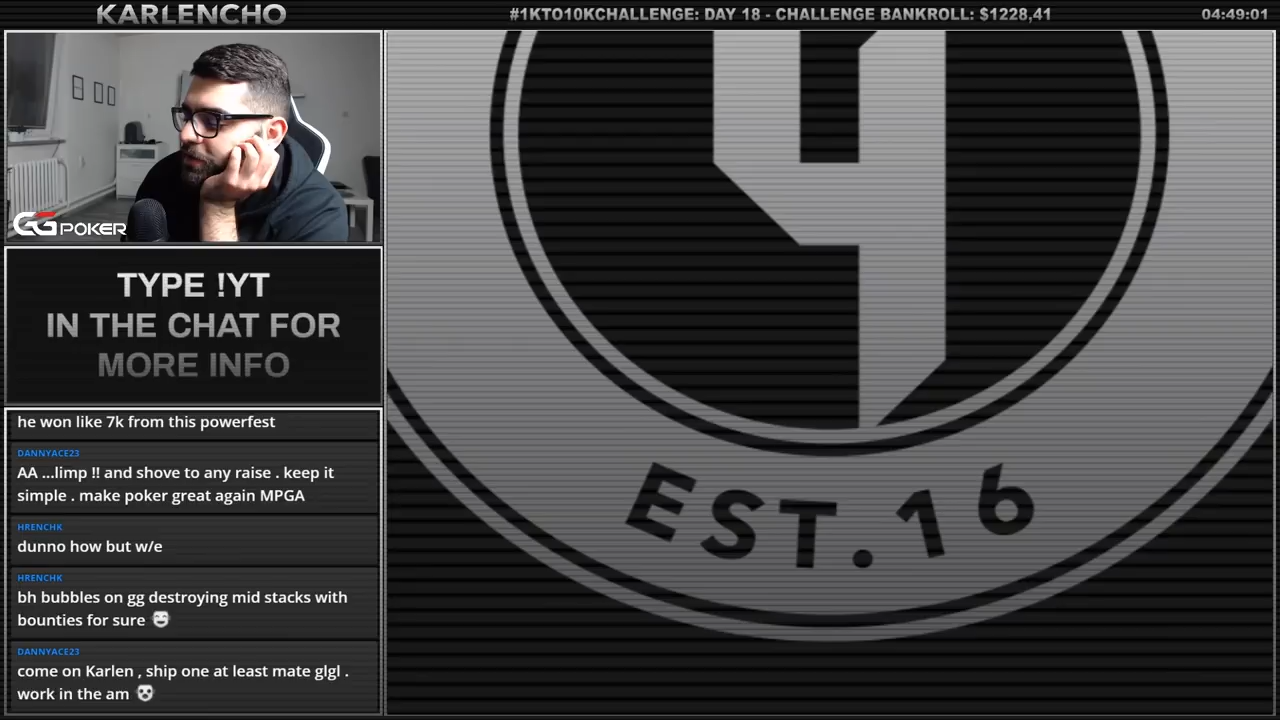 KARLENCHO
#1KTO10KCHALLENGE: DAY 18 - CHALLENGE BANKROLL: $1228,41
04:49:01
GG POKER
TYPE !YT
IN THE CHAT FOR
MORE INFO
he won like 7k from this powerfest
DANNYACE23
AA ...limp !! and shove to any raise . keep it
simple . make poker great again MPGA
HRENCHK
dunno how but w/e
HRENCHK
bh bubbles on gg destroying mid stacks with
bounties for sure
DANNYACE23
come on Karlen , ship one at least mate glgl .
work in the am
EST.16